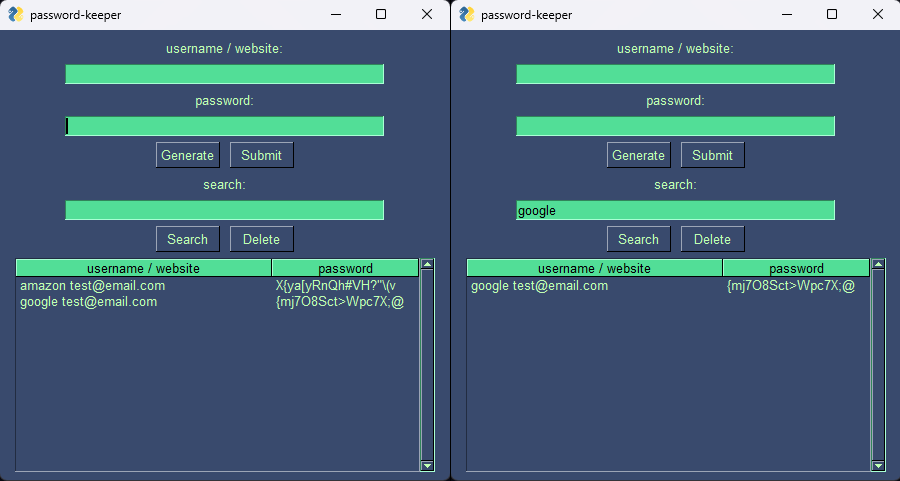 password-keeper
username / website:
password:
Generate Submit
search:
Search Delete
username / website password
amazon test@email.com X{ya[yRnQh#VH?"\(v
google test@email.com {mj7O8Sct>Wpc7X;@
password-keeper
username / website:
password:
Generate Submit
search:
google
Search Delete
username / website password
google test@email.com {mj7O8Sct>Wpc7X;@